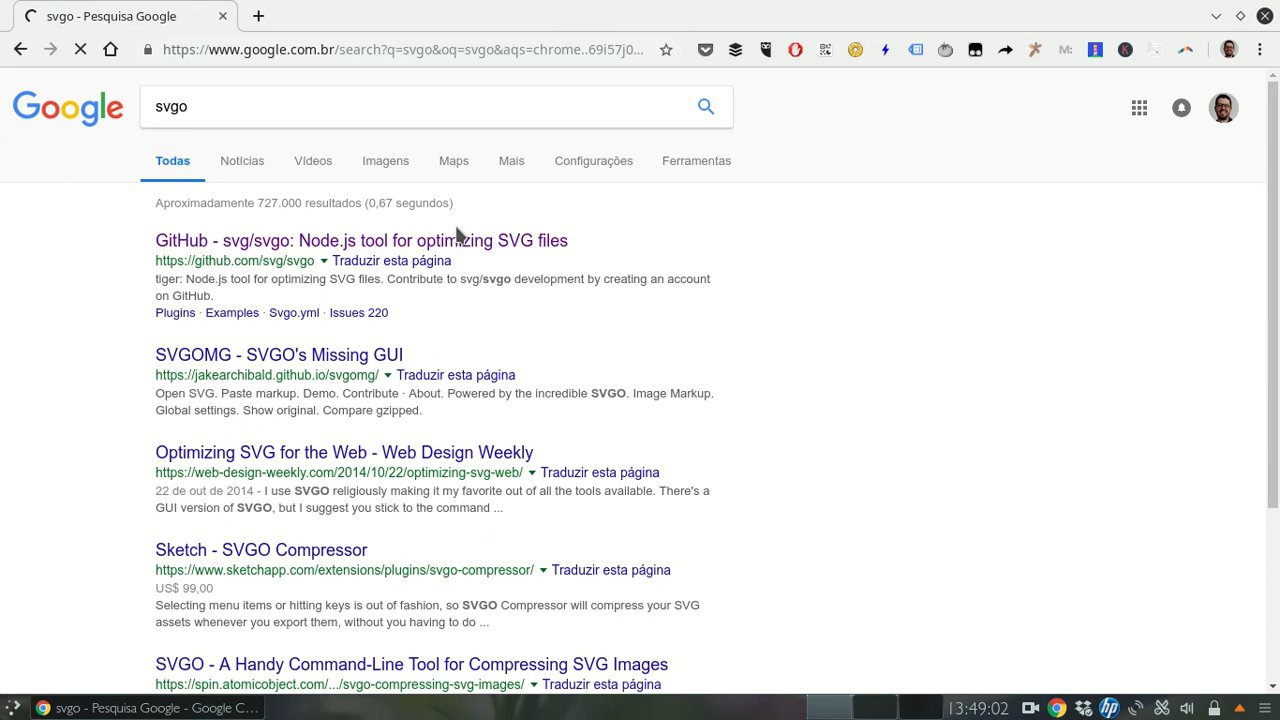 svgo - Pesquisa Google
https://www.google.com.br/search?q=svgo&oq=svgo&aqs=chrome..69i57j0...
Google
svgo
Todas Notícias Vídeos Imagens Maps Mais Configurações Ferramentas
Aproximadamente 727.000 resultados (0,67 segundos)
GitHub - svg/svgo: Node.js tool for optimizing SVG files
https://github.com/svg/svgo Traduzir esta página
tiger: Node.js tool for optimizing SVG files. Contribute to svg/svgo development by creating an account
on GitHub.
Plugins · Examples · Svgo.yml · Issues 220
SVGOMG - SVGO's Missing GUI
https://jakearchibald.github.io/svgomg/ Traduzir esta página
Open SVG. Paste markup. Demo. Contribute · About. Powered by the incredible SVGO. Image Markup.
Global settings. Show original. Compare gzipped.
Optimizing SVG for the Web - Web Design Weekly
https://web-design-weekly.com/2014/10/22/optimizing-svg-web/ Traduzir esta página
22 de out de 2014 - I use SVGO religiously making it my favorite out of all the tools available. There's a
GUI version of SVGO, but I suggest you stick to the command ...
Sketch - SVGO Compressor
https://www.sketchapp.com/extensions/plugins/svgo-compressor/ Traduzir esta página
US$ 99,00
Selecting menu items or hitting keys is out of fashion, so SVGO Compressor will compress your SVG
assets whenever you export them, without you having to do ...
SVGO - A Handy Command-Line Tool for Compressing SVG Images
https://spin.atomicobject.com/.../svgo-compressing-svg-images/ Traduzir esta página
svgo - Pesquisa Google - Google C...
13:49:02